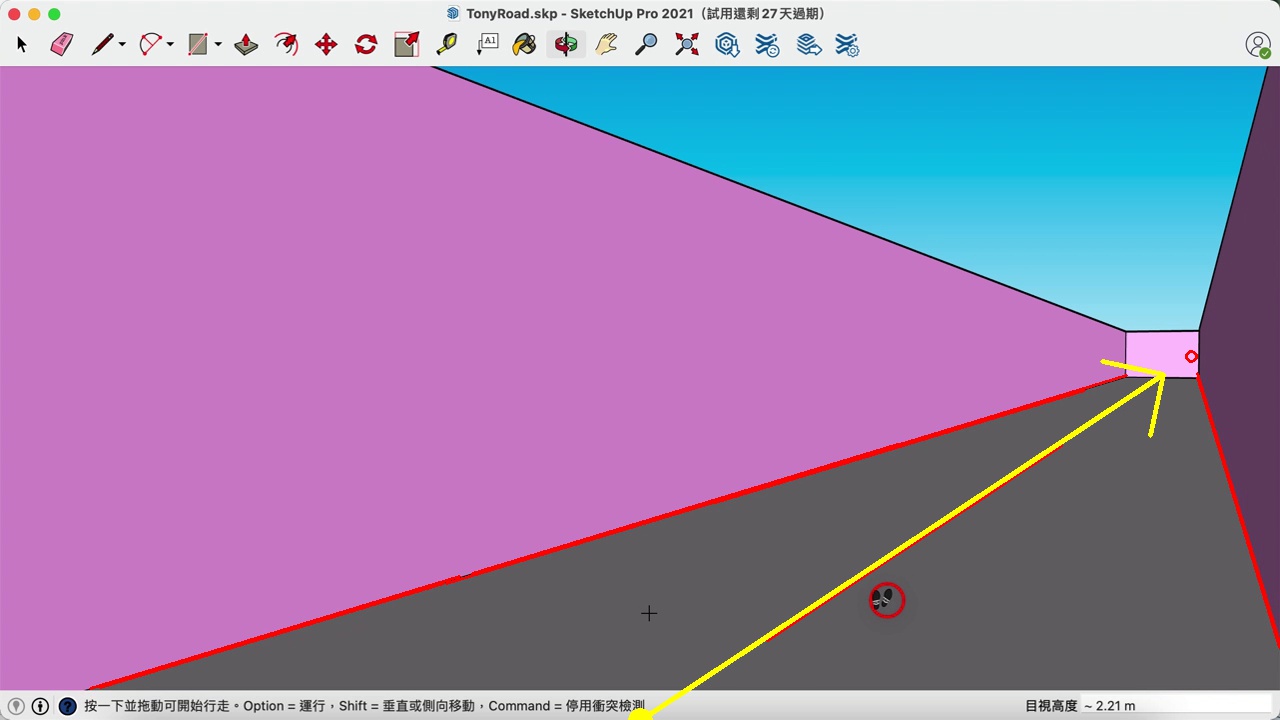 TonyRoad.skp - SketchUp Pro 2021（試用還剩 27 天過期）
A1
按一下並拖動可開始行走。Option = 運行，Shift = 垂直或側向移動，Command = 停用衝突檢測
目視高度 ~ 2.21 m